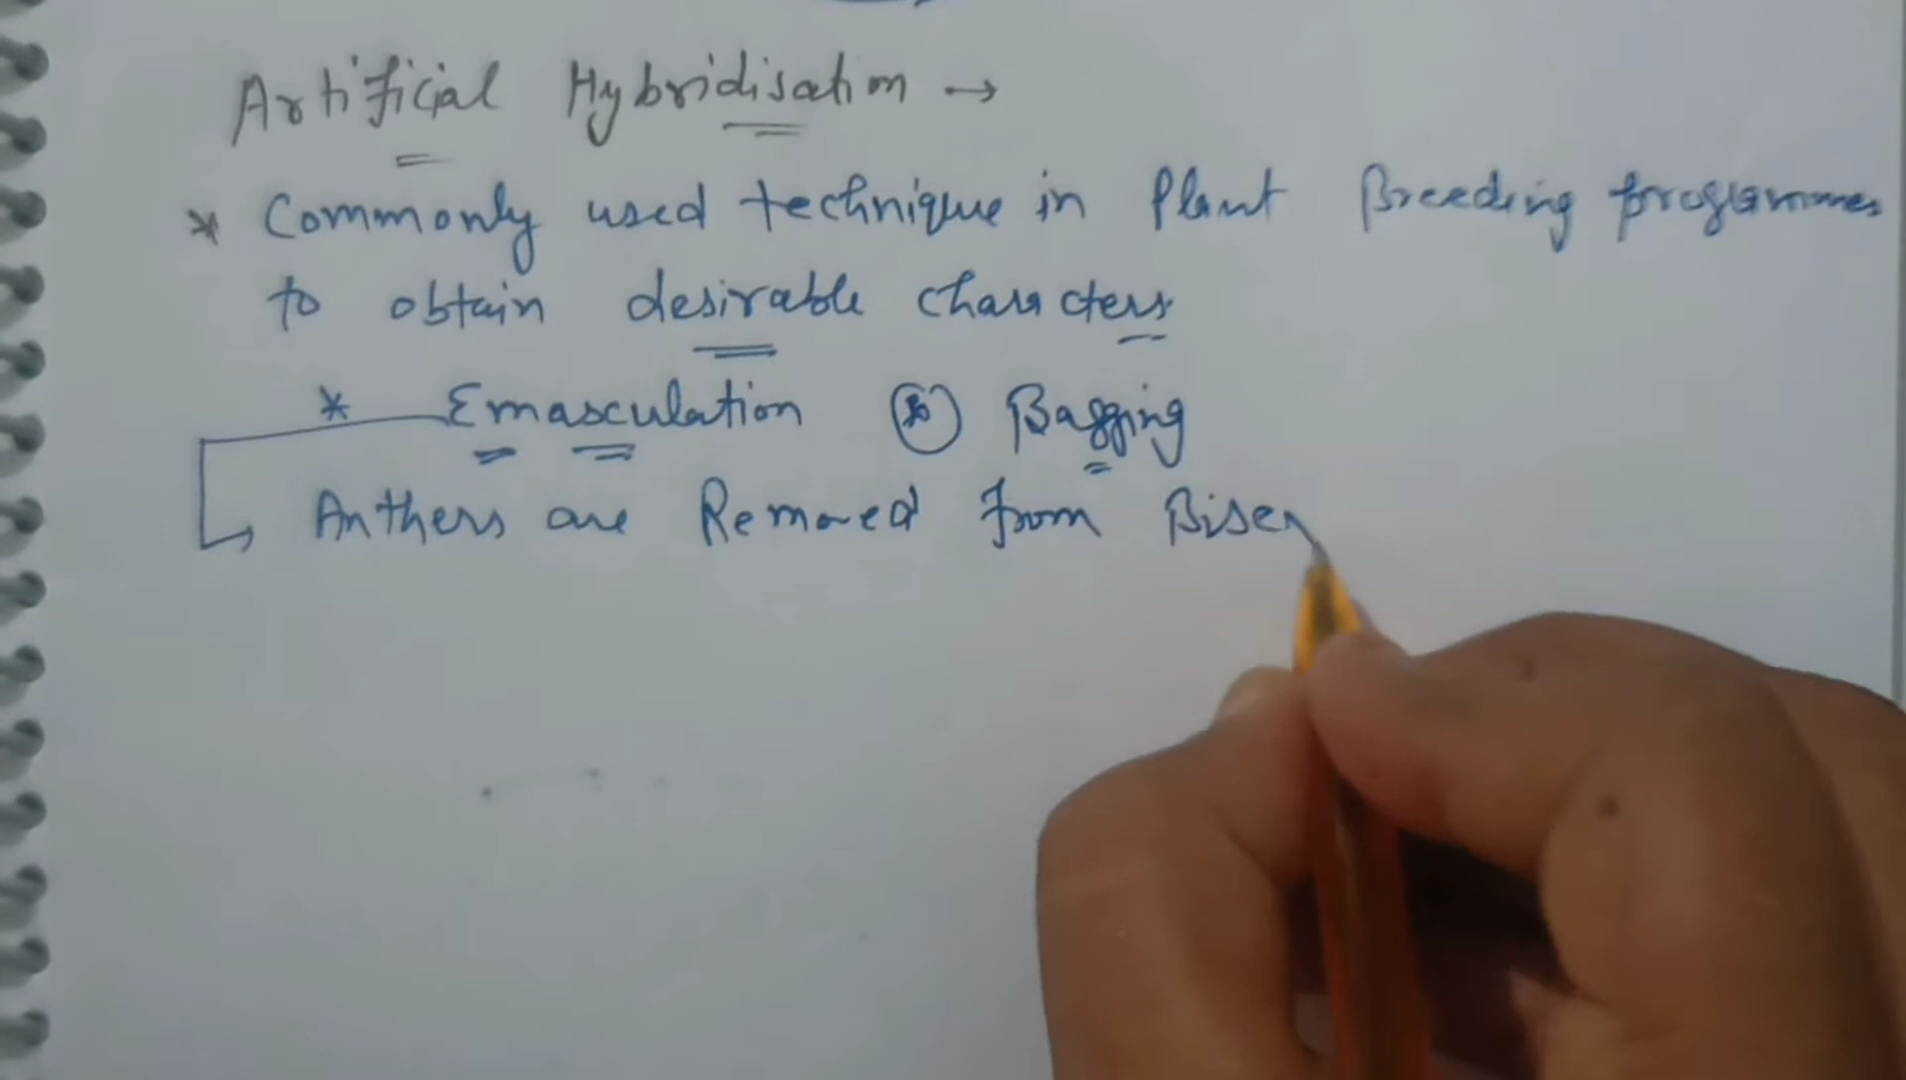 Artificial Hybridisation →
* Commonly used technique in Plant Breeding programmes
to obtain desirable characters
* Emasculation Bagging
Anthers are Removed from Bisex